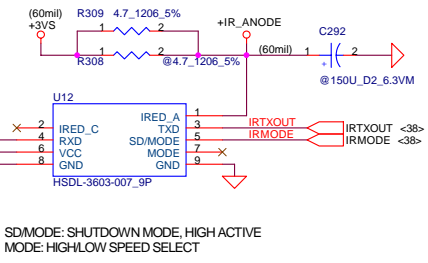 (60mil)
+3VS
R309 4.7_1206_5%
1 2
+IR_ANODE
C292
1 2
R308 @4.7_1206_5%
(60mil)
1 2
+
@150U_D2_6.3VM
U12
2 IRED_C
4 RXD
6 VCC
8 GND
IRED_A 1
TXD 3
SD/MODE 5
MODE 7
GND 9
HSDL-3603-007_9P
IRTXOUT
IRMODE
IRTXOUT <38>
IRMODE <38>
SD/MODE: SHUTDOWN MODE, HIGH ACTIVE
MODE: HIGH/LOW SPEED SELECT